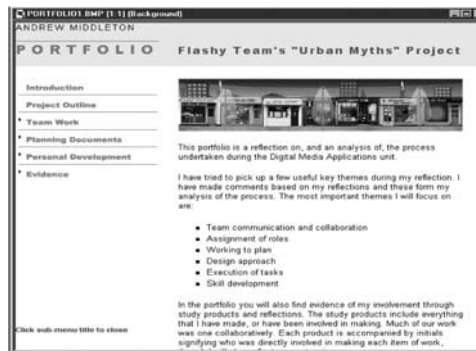 PORTFOLIO1.BMP [1:1] (Background)
ANDREW MIDDLETON
PORTFOLIO
Flashy Team's "Urban Myths" Project
Introduction
Project Outline
Team Work
Planning Documents
Personal Development
Evidence
This portfolio is a reflection on, and an analysis of, the process
undertaken during the Digital Media Applications unit.
I have tried to pick up a few useful key themes during my reflection. I
have made comments based on my reflections and these form my
analysis of the process. The most important themes I will focus on
are:
Team communication and collaboration
Assignment of roles
Working to plan
Design approach
Execution of tasks
Skill development
In the portfolio you will also find evidence of my involvement through
study products and reflections. The study products include everything
that I have made, or have been involved in making. Much of our work
was one collaboratively. Each product is accompanied by initials
signifying who was directly involved in making each item of work,
Click sub-menu title to close